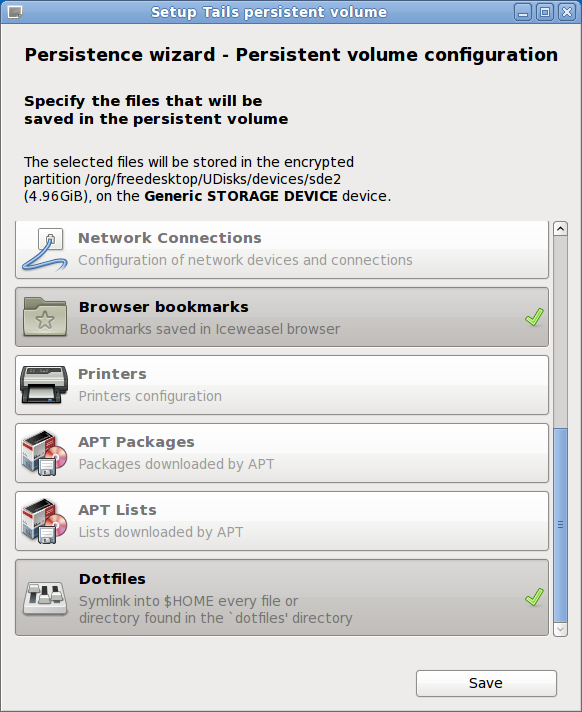 Setup Tails persistent volume
Persistence wizard - Persistent volume configuration
Specify the files that will be
saved in the persistent volume
The selected files will be stored in the encrypted
partition /org/freedesktop/UDisks/devices/sde2
(4.96GiB), on the Generic STORAGE DEVICE device.
Network Connections
Configuration of network devices and connections
Browser bookmarks
Bookmarks saved in Iceweasel browser
Printers
Printers configuration
APT Packages
Packages downloaded by APT
APT Lists
Lists downloaded by APT
Dotfiles
Symlink into $HOME every file or
directory found in the `dotfiles' directory
Save